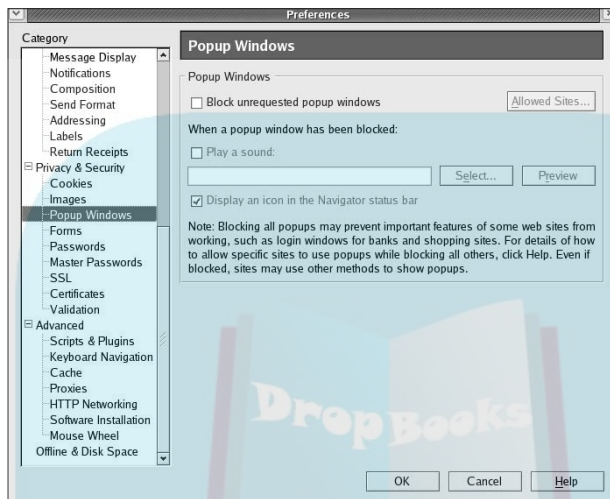 Preferences
Category
Message Display
Notifications
Composition
Send Format
Addressing
Labels
Return Receipts
Privacy & Security
Cookies
Images
Popup Windows
Forms
Passwords
Master Passwords
SSL
Certificates
Validation
Advanced
Scripts & Plugins
Keyboard Navigation
Cache
Proxies
HTTP Networking
Software Installation
Mouse Wheel
Offline & Disk Space
Popup Windows
Popup Windows
Block unrequested popup windows
Allowed Sites...
When a popup window has been blocked:
Play a sound:
Select...
Preview
Display an icon in the Navigator status bar
Note: Blocking all popups may prevent important features of some web sites from
working, such as login windows for banks and shopping sites. For details of how
to allow specific sites to use popups while blocking all others, click Help. Even if
blocked, sites may use other methods to show popups.
DropBooks
OK
Cancel
Help